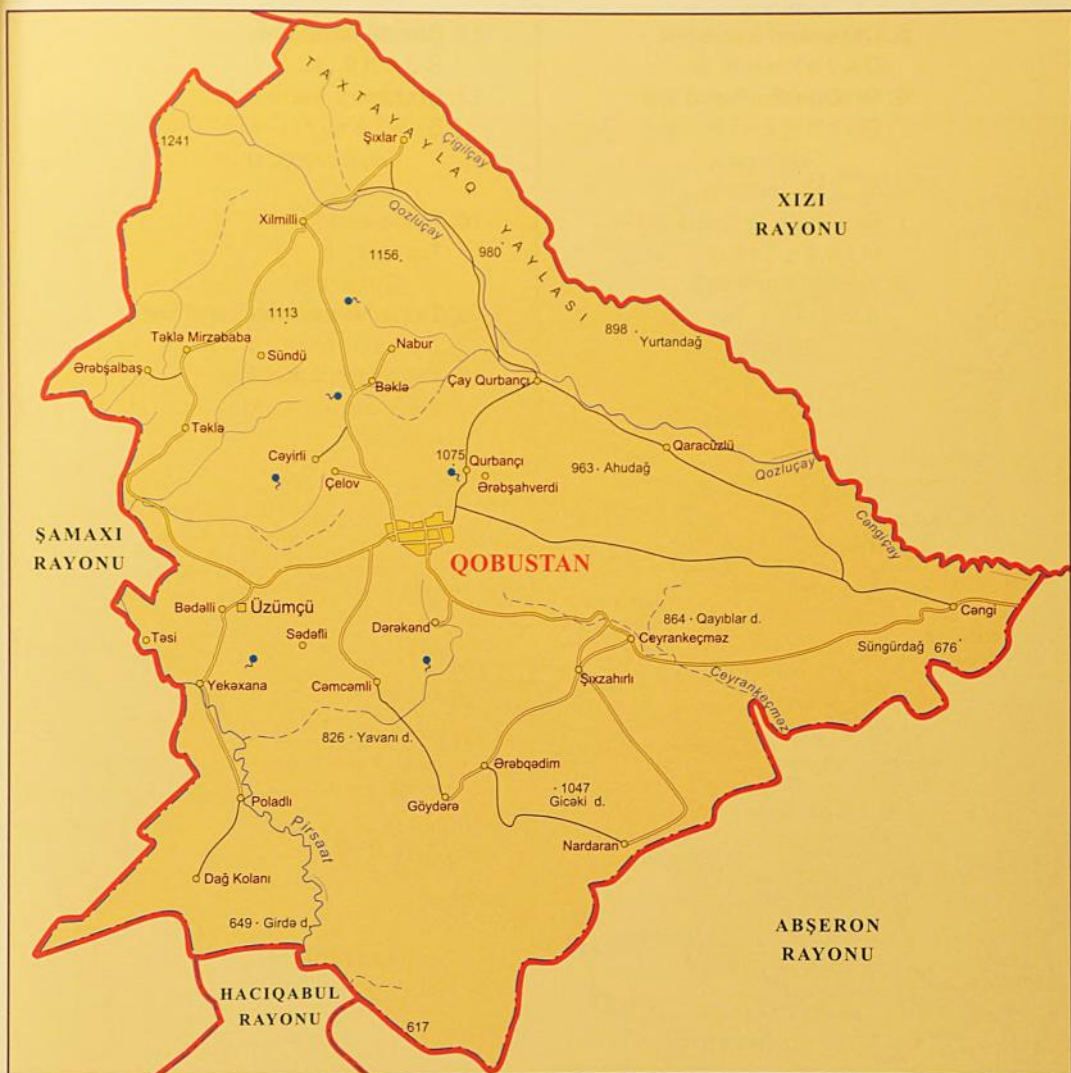 TAXTAYAYLAQ YAYLASI
Şıxlar
Çigilçay
1241
XIZI
RAYONU
Xilmilli
Qozluçay
980
1156
1113
898
Yurtandağ
Təklə Mirzəbaba
Sündü
Nabur
Ərəbşalbaş
Bəklə
Çay Qurbançı
Təklə
Qaracüzlü
Cəyirli
1075
Qurbançı
963
Ahudağ
Qozluçay
Çelov
Ərəbşahverdi
Cəngiçay
ŞAMAXI
RAYONU
QOBUSTAN
Bədəlli
Üzümçü
Dərəkənd
864
Qayıblar d.
Cəngi
Təsi
Sədəfli
Ceyrankeçməz
Süngürdağ
676
Yekəxana
Cəmcəmli
Şıxzahırlı
Ceyrankeçməz
826
Yavanı d.
Ərəbqədim
1047
Gicəki d.
Poladlı
Göydərə
Pirsaat
Nardaran
Dağ Kolanı
649
Girdə d.
ABŞERON
RAYONU
HACIQABUL
RAYONU
617